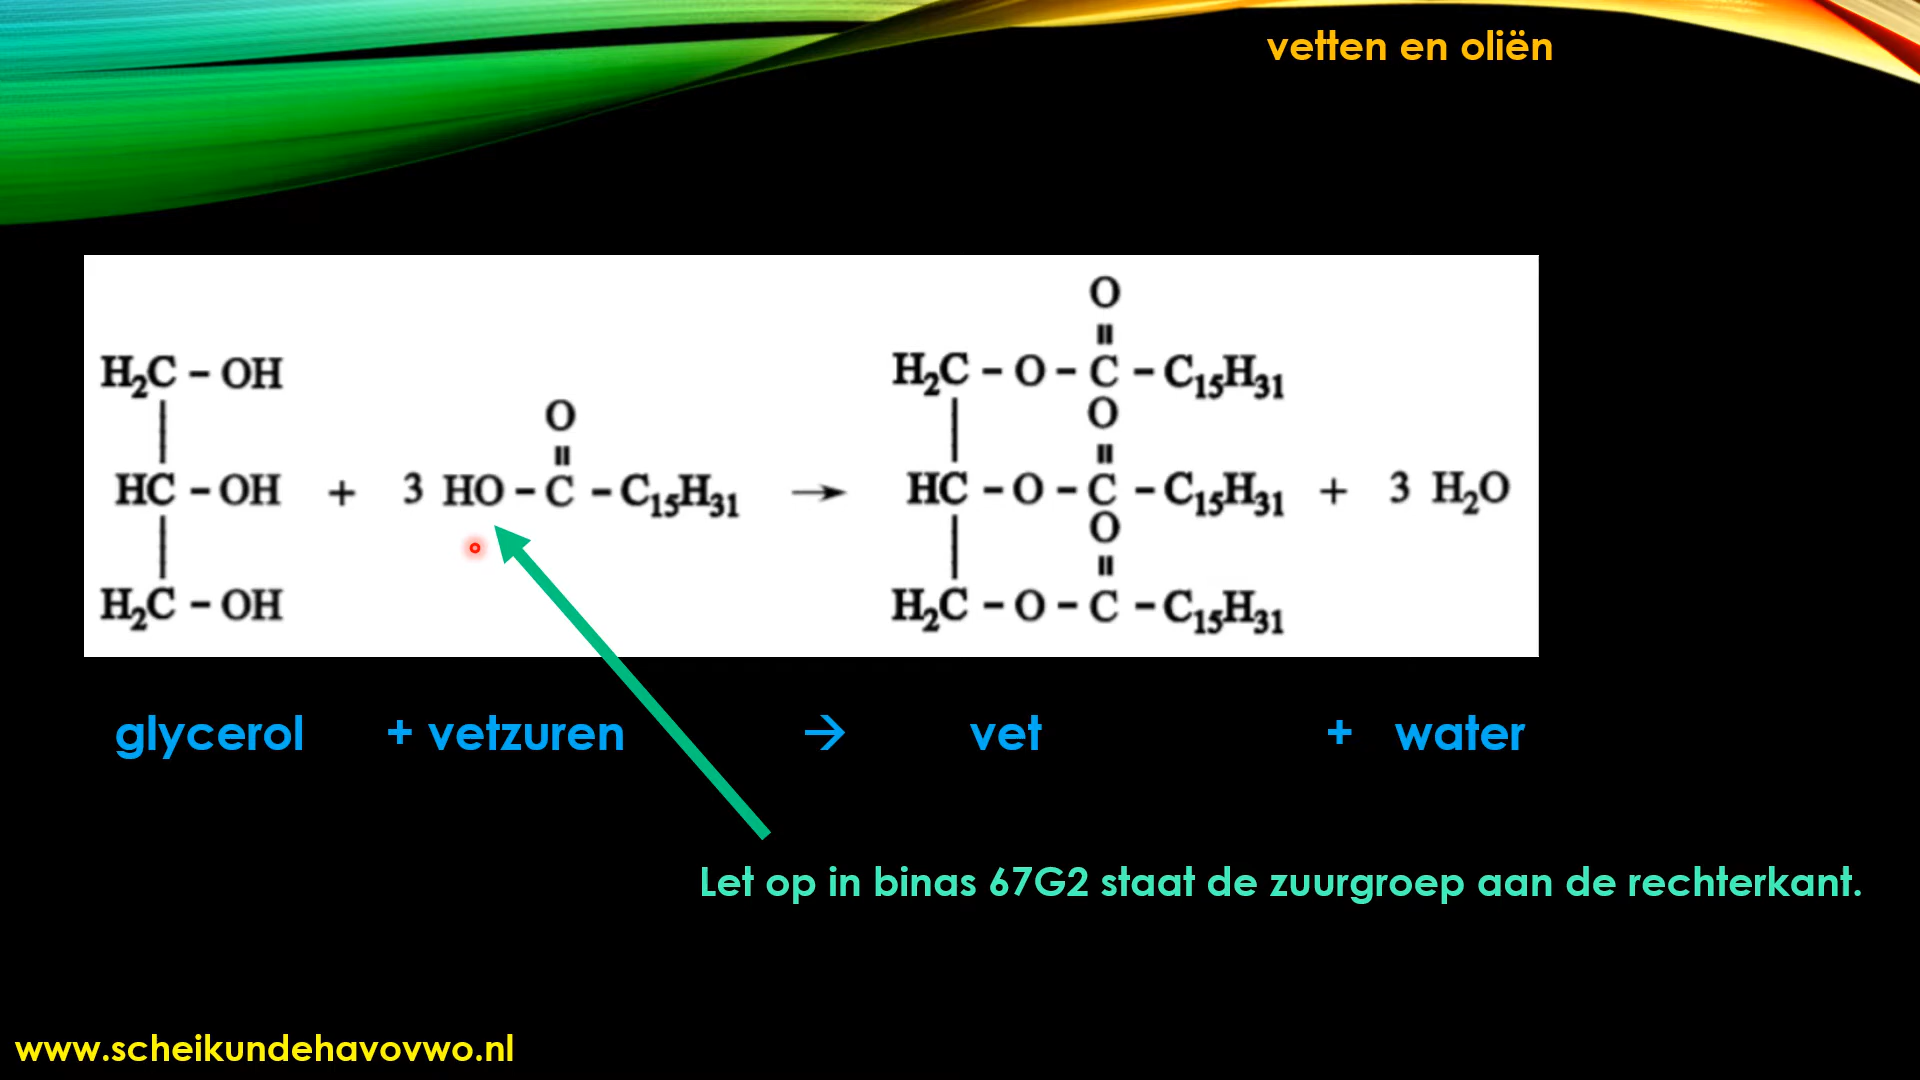 vetten en oliën
O
H₂C – O – C – C₁₅H₃₁
H₂C – OH
O
O
HC – OH + 3 HO – C – C₁₅H₃₁ → HC – O – C – C₁₅H₃₁ + 3 H₂O
O
H₂C – OH
H₂C – O – C – C₁₅H₃₁
glycerol + vetzuren → vet + water
Let op in binas 67G2 staat de zuurgroep aan de rechterkant.
www.scheikundehavovwo.nl